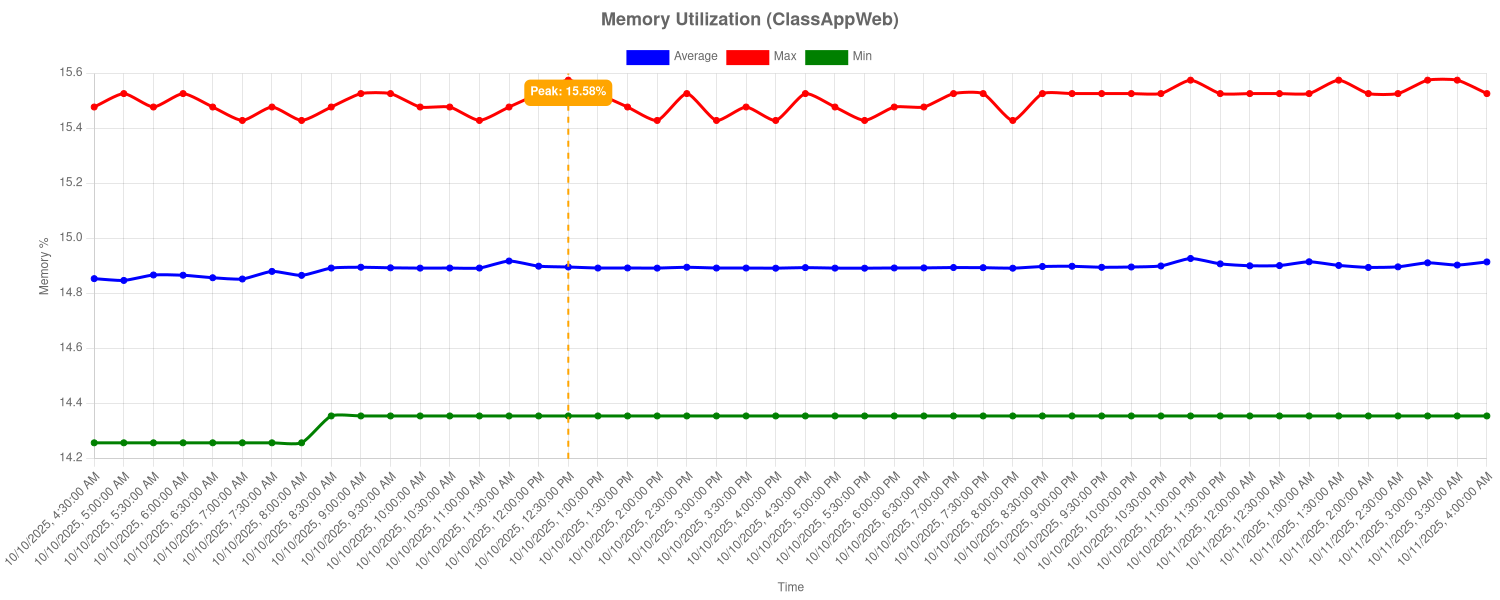 Memory Utilization (ClassAppWeb)
Average Max Min
Peak: 15.58%
15.6
15.4
15.2
15.0
14.8
14.6
14.4
14.2
Memory %
10/10/2025, 4:30:00 AM
10/10/2025, 5:00:00 AM
10/10/2025, 5:30:00 AM
10/10/2025, 6:00:00 AM
10/10/2025, 6:30:00 AM
10/10/2025, 7:00:00 AM
10/10/2025, 7:30:00 AM
10/10/2025, 8:00:00 AM
10/10/2025, 8:30:00 AM
10/10/2025, 9:00:00 AM
10/10/2025, 9:30:00 AM
10/10/2025, 10:00:00 AM
10/10/2025, 10:30:00 AM
10/10/2025, 11:00:00 AM
10/10/2025, 11:30:00 AM
10/10/2025, 12:00:00 PM
10/10/2025, 12:30:00 PM
10/10/2025, 1:00:00 PM
10/10/2025, 1:30:00 PM
10/10/2025, 2:00:00 PM
10/10/2025, 2:30:00 PM
10/10/2025, 3:00:00 PM
10/10/2025, 3:30:00 PM
10/10/2025, 4:00:00 PM
10/10/2025, 4:30:00 PM
10/10/2025, 5:00:00 PM
10/10/2025, 5:30:00 PM
10/10/2025, 6:00:00 PM
10/10/2025, 6:30:00 PM
10/10/2025, 7:00:00 PM
10/10/2025, 7:30:00 PM
10/10/2025, 8:00:00 PM
10/10/2025, 8:30:00 PM
10/10/2025, 9:00:00 PM
10/10/2025, 9:30:00 PM
10/10/2025, 10:00:00 PM
10/10/2025, 10:30:00 PM
10/10/2025, 11:00:00 PM
10/10/2025, 11:30:00 PM
10/11/2025, 12:00:00 AM
10/11/2025, 12:30:00 AM
10/11/2025, 1:00:00 AM
10/11/2025, 1:30:00 AM
10/11/2025, 2:00:00 AM
10/11/2025, 2:30:00 AM
10/11/2025, 3:00:00 AM
10/11/2025, 3:30:00 AM
10/11/2025, 4:00:00 AM
Time